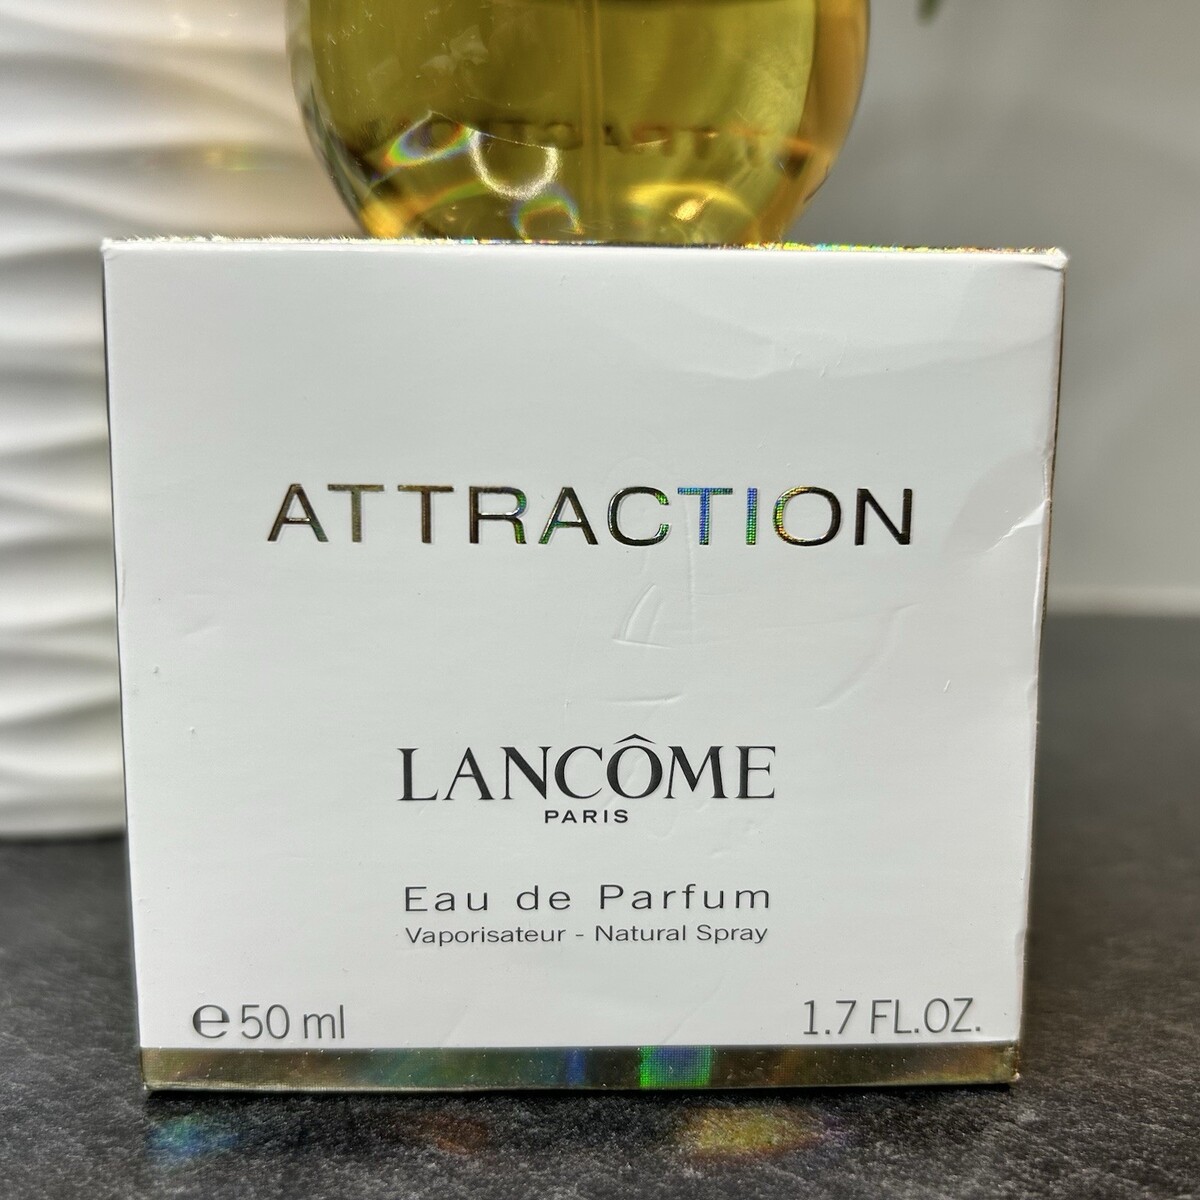 ATTRACTION
LANCÔME
PARIS
Eau de Parfum
Vaporisateur - Natural Spray
℮ 50 ml 1.7 FL.OZ.